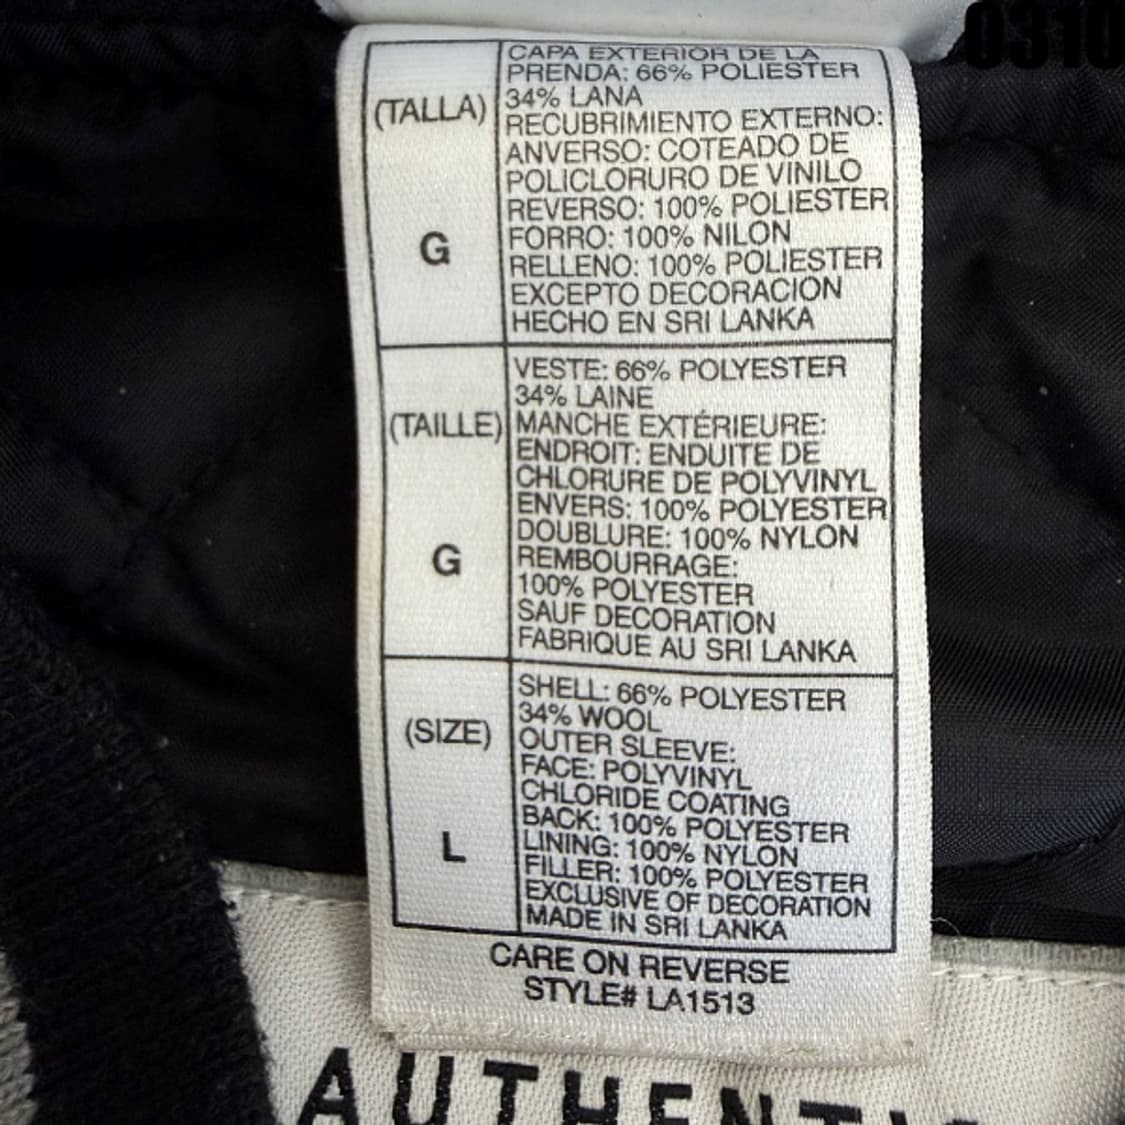 0310
CAPA EXTERIOR DE LA
PRENDA: 66% POLIESTER
34% LANA
(TALLA)
RECUBRIMIENTO EXTERNO:
ANVERSO: COTEADO DE
POLICLORURO DE VINILO
REVERSO: 100% POLIESTER
G
FORRO: 100% NILON
RELLENO: 100% POLIESTER
EXCEPTO DECORACION
HECHO EN SRI LANKA
VESTE: 66% POLYESTER
34% LAINE
(TAILLE)
MANCHE EXTÉRIEURE:
ENDROIT: ENDUITE DE
CHLORURE DE POLYVINYL
ENVERS: 100% POLYESTER
DOUBLURE: 100% NYLON
G
REMBOURRAGE:
100% POLYESTER
SAUF DECORATION
FABRIQUE AU SRI LANKA
SHELL: 66% POLYESTER
34% WOOL
(SIZE)
OUTER SLEEVE:
FACE: POLYVINYL
CHLORIDE COATING
BACK: 100% POLYESTER
L
LINING: 100% NYLON
FILLER: 100% POLYESTER
EXCLUSIVE OF DECORATION
MADE IN SRI LANKA
CARE ON REVERSE
STYLE# LA1513